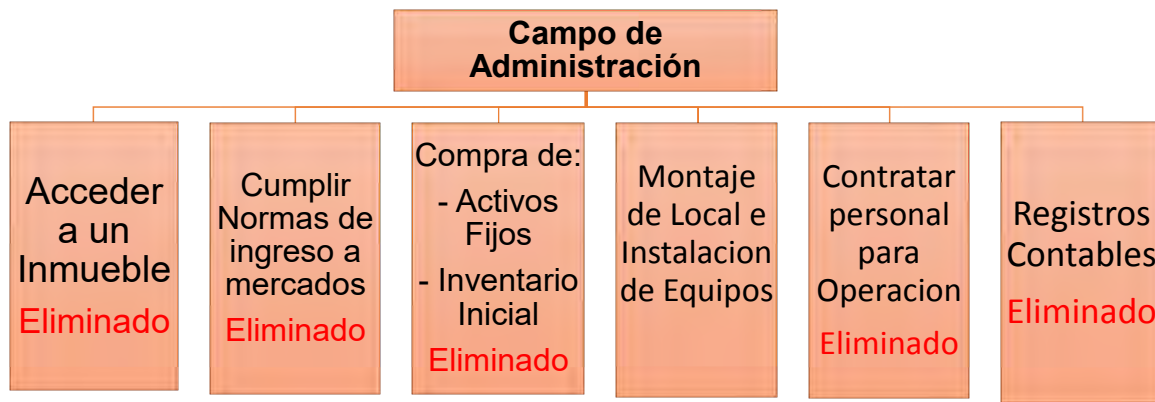 Campo de
Administración
Acceder
a un
Inmueble
Eliminado
Cumplir
Normas de
ingreso a
mercados
Eliminado
Compra de:
- Activos
Fijos
- Inventario
Inicial
Eliminado
Montaje
de Local e
Instalacion
de Equipos
Contratar
personal
para
Operacion
Eliminado
Registros
Contables
Eliminado